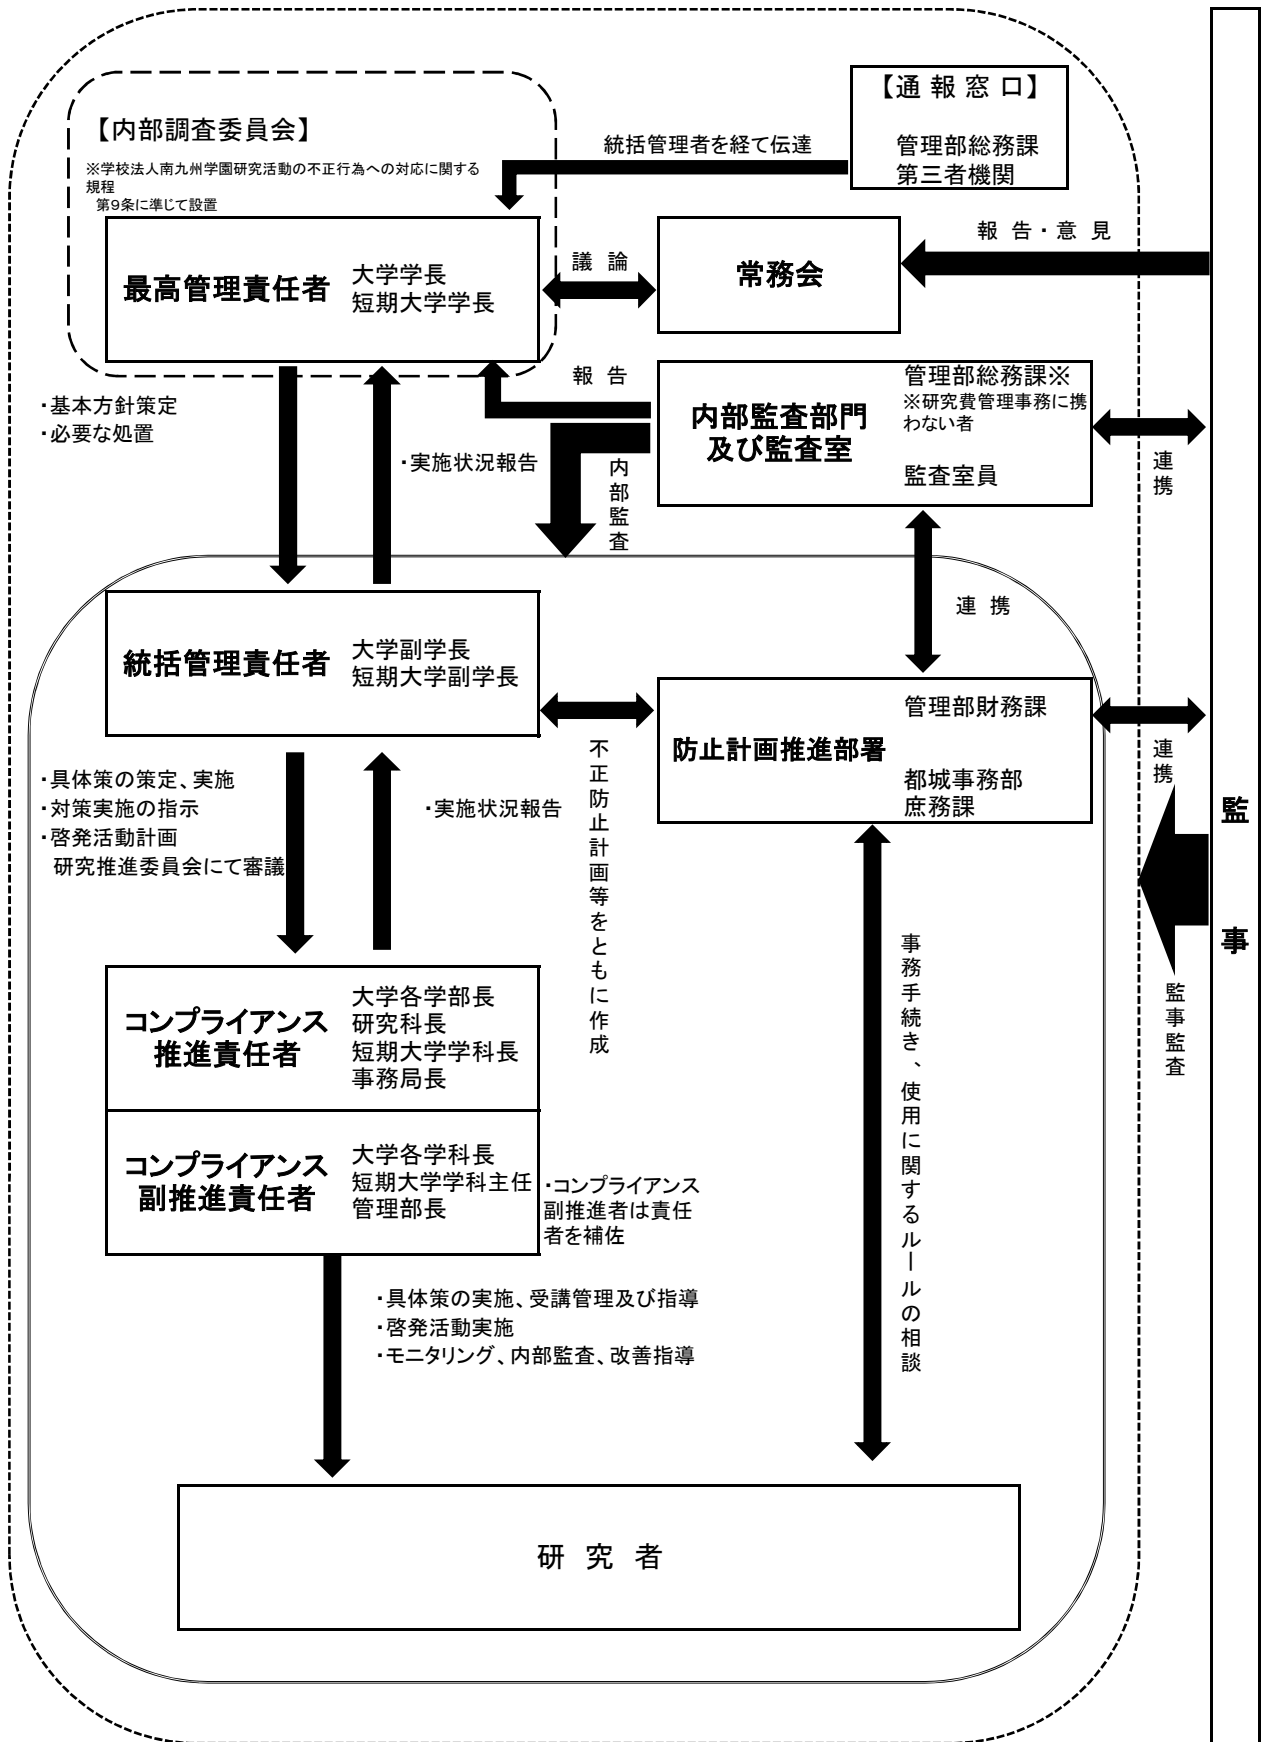 【通 報 窓 口】
管理部総務課
第三者機関
【内部調査委員会】
※学校法人南九州学園研究活動の不正行為への対応に関する
規程
第9条に準じて設置
統括管理者を経て伝達
報 告・意 見
最高管理責任者
大学学長
短期大学学長
議 論
常務会
報 告
内部監査部門
及び監査室
管理部総務課※
※研究費管理事務に携
わない者
監査室員
連携
・基本方針策定
・必要な処置
・実施状況報告
内部監査
連 携
統括管理責任者
大学副学長
短期大学副学長
防止計画推進部署
管理部財務課
都城事務部
庶務課
連携
監 事
・具体策の策定、実施
・対策実施の指示
・啓発活動計画
研究推進委員会にて審議
・実施状況報告
不正防止計画等をともに作成
事務手続き、使用に関するルールの相談
監事監査
コンプライアンス
推進責任者
大学各学部長
研究科長
短期大学学科長
事務局長
コンプライアンス
副推進責任者
大学各学科長
短期大学学科主任
管理部長
・コンプライアンス
副推進者は責任
者を補佐
・具体策の実施、受講管理及び指導
・啓発活動実施
・モニタリング、内部監査、改善指導
研 究 者